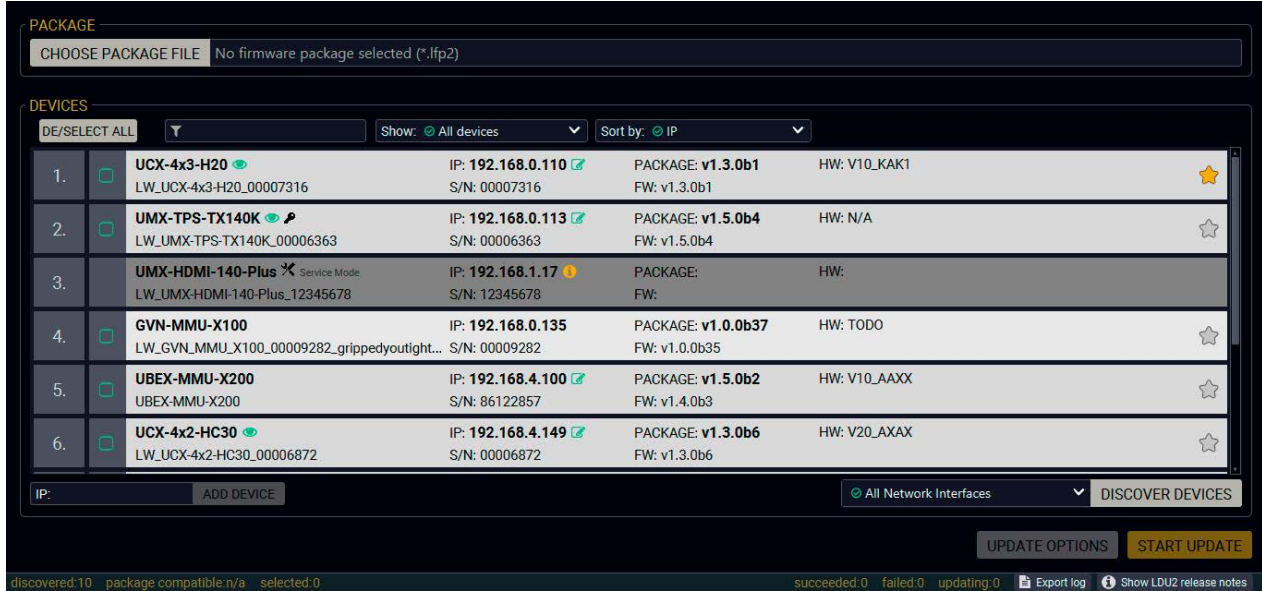 PACKAGE
CHOOSE PACKAGE FILE No firmware package selected (*.lfp2)
DEVICES
DE/SELECT ALL Show: All devices Sort by: IP
1. UCX-4x3-H20 IP: 192.168.0.110 PACKAGE: v1.3.0b1 HW: V10_KAK1
LW_UCX-4x3-H20_00007316 S/N: 00007316 FW: v1.3.0b1
2. UMX-TPS-TX140K IP: 192.168.0.113 PACKAGE: v1.5.0b4 HW: N/A
LW_UMX-TPS-TX140K_00006363 S/N: 00006363 FW: v1.5.0b4
3. UMX-HDMI-140-Plus Service Mode IP: 192.168.1.17 PACKAGE: HW:
LW_UMX-HDMI-140-Plus_12345678 S/N: 12345678 FW:
4. GVN-MMU-X100 IP: 192.168.0.135 PACKAGE: v1.0.0b37 HW: TODO
LW_GVN_MMU_X100_00009282_grippedyoutight... S/N: 00009282 FW: v1.0.0b35
5. UBEX-MMU-X200 IP: 192.168.4.100 PACKAGE: v1.5.0b2 HW: V10_AAXX
UBEX-MMU-X200 S/N: 86122857 FW: v1.4.0b3
6. UCX-4x2-HC30 IP: 192.168.4.149 PACKAGE: v1.3.0b6 HW: V20_AXAX
LW_UCX-4x2-HC30_00006872 S/N: 00006872 FW: v1.3.0b6
IP: ADD DEVICE All Network Interfaces DISCOVER DEVICES
UPDATE OPTIONS START UPDATE
discovered:10 package compatible:n/a selected:0 succeeded:0 failed:0 updating:0 Export log Show LDU2 release notes